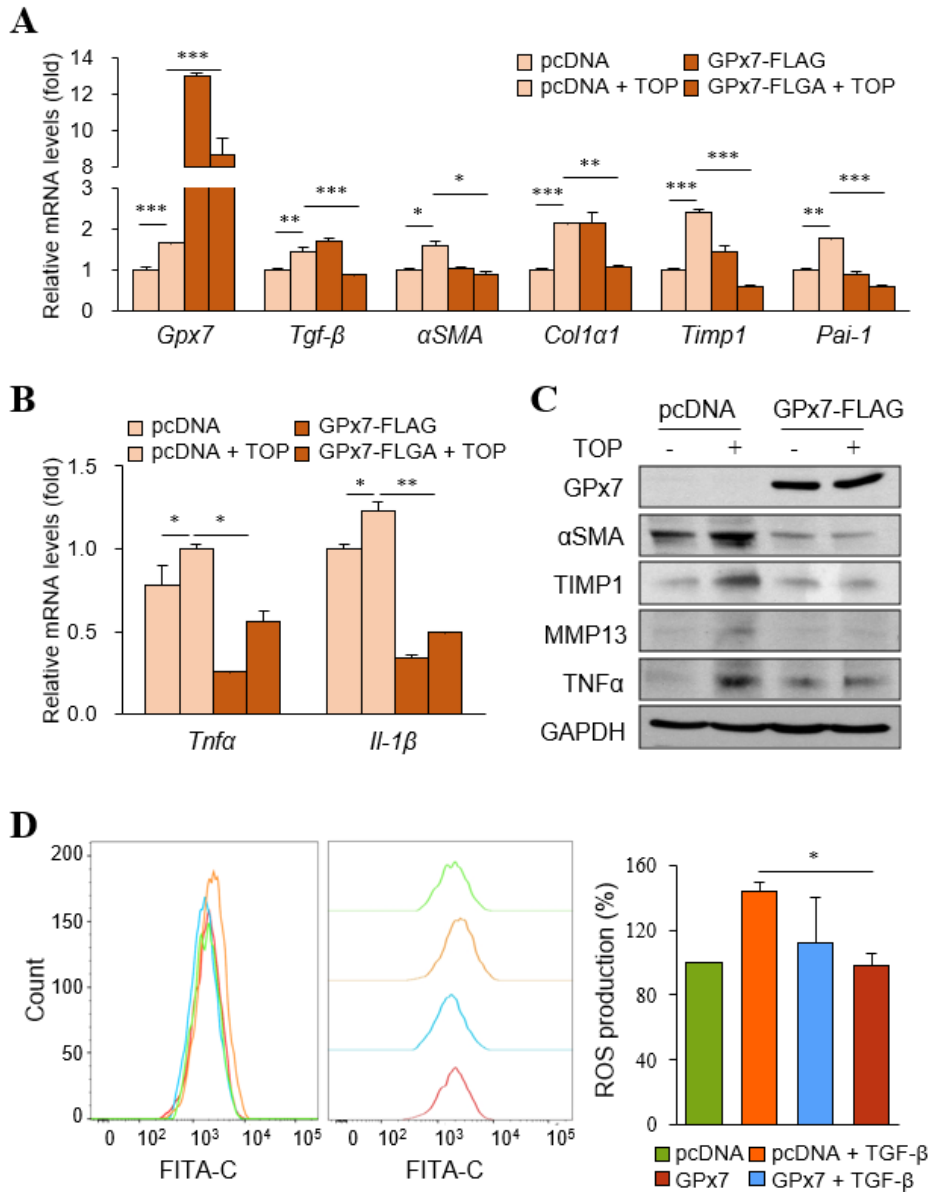 A
Relative mRNA levels (fold)
14
12
10
8
3
2
1
0
pcDNA
GPx7-FLAG
pcDNA + TOP
GPx7-FLGA + TOP
***
***
**
***
*
*
***
**
***
***
**
***
Gpx7
Tgf-β
αSMA
Col1α1
Timp1
Pai-1
B
pcDNA
GPx7-FLAG
pcDNA + TOP
GPx7-FLGA + TOP
Relative mRNA levels (fold)
1.5
1.0
0.5
0.0
*
*
*
**
Tnfα
Il-1β
C
pcDNA
GPx7-FLAG
TOP - + - +
GPx7
αSMA
TIMP1
MMP13
TNFα
GAPDH
D
Count
200
150
100
50
0
0 10² 10³ 10⁴ 10⁵
FITA-C
0 10² 10³ 10⁴ 10⁵
FITA-C
ROS production (%)
160
120
80
40
0
*
pcDNA
pcDNA + TGF-β
GPx7
GPx7 + TGF-β